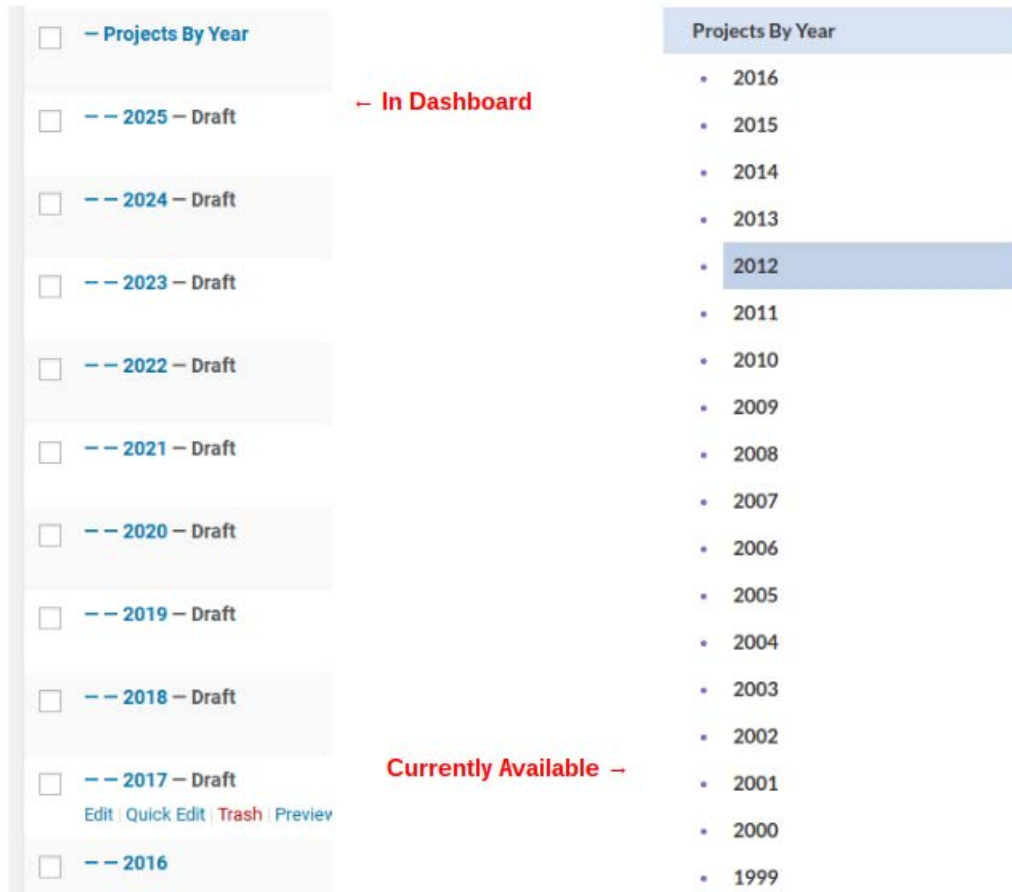 — Projects By Year
← In Dashboard
— — 2025 — Draft
— — 2024 — Draft
— — 2023 — Draft
— — 2022 — Draft
— — 2021 — Draft
— — 2020 — Draft
— — 2019 — Draft
— — 2018 — Draft
— — 2017 — Draft
Edit | Quick Edit | Trash | Preview
— — 2016
Currently Available →
Projects By Year
• 2016
• 2015
• 2014
• 2013
• 2012
• 2011
• 2010
• 2009
• 2008
• 2007
• 2006
• 2005
• 2004
• 2003
• 2002
• 2001
• 2000
• 1999